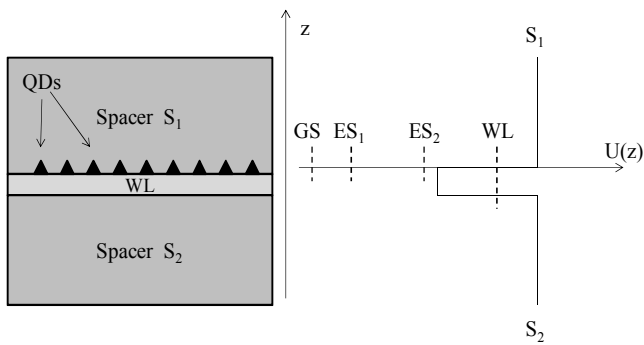 QDs
Spacer S₁
WL
Spacer S₂
z
S₁
GS ES₁ ES₂ WL
U(z)
S₂